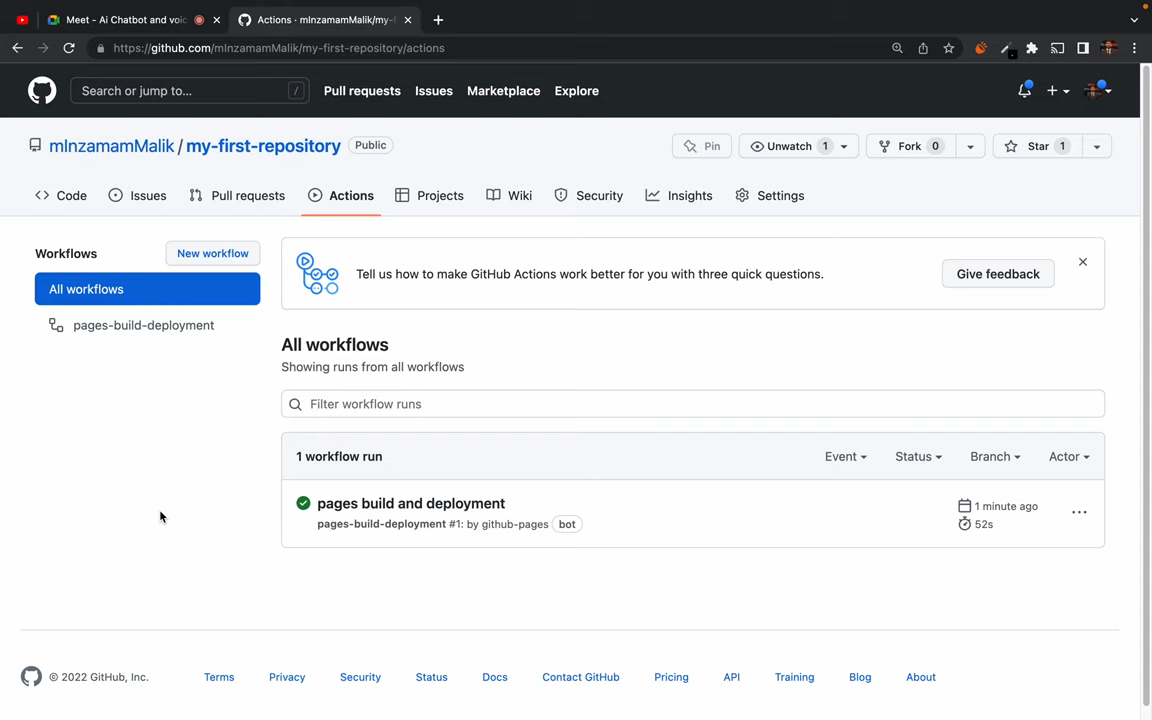 Meet - Ai Chatbot and voic
Actions · mInzamamMalik/my-f
https://github.com/mInzamamMalik/my-first-repository/actions
Search or jump to...
/
Pull requests
Issues
Marketplace
Explore
mInzamamMalik / my-first-repository
Public
Pin
Unwatch 1
Fork 0
Star 1
Code
Issues
Pull requests
Actions
Projects
Wiki
Security
Insights
Settings
Workflows
New workflow
All workflows
pages-build-deployment
Tell us how to make GitHub Actions work better for you with three quick questions.
Give feedback
All workflows
Showing runs from all workflows
Filter workflow runs
1 workflow run
Event
Status
Branch
Actor
pages build and deployment
pages-build-deployment #1: by github-pages bot
1 minute ago
52s
© 2022 GitHub, Inc.
Terms
Privacy
Security
Status
Docs
Contact GitHub
Pricing
API
Training
Blog
About